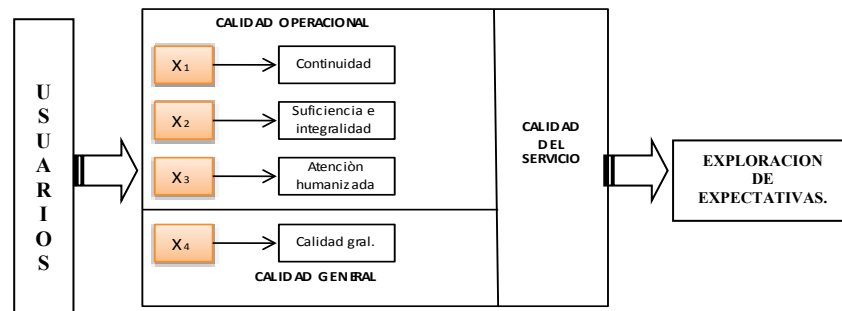 USUARIOS
CALIDAD OPERACIONAL
X1
Continuidad
X2
Suficiencia e
integralidad
X3
Atenciòn
humanizada
X4
Calidad gral.
CALIDAD GENERAL
CALIDAD
DEL
SERVICIO
EXPLORACION
DE
EXPECTATIVAS.